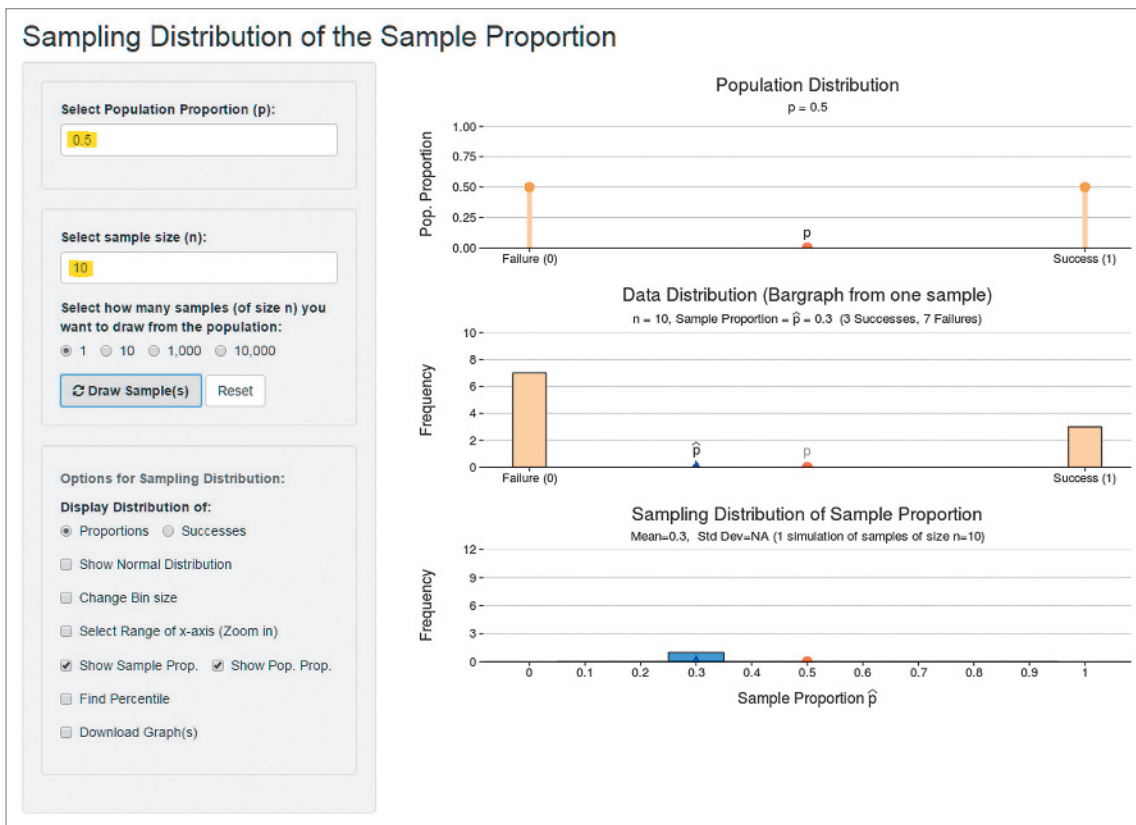 Sampling Distribution of the Sample Proportion
Select Population Proportion (p):
0.5
Select sample size (n):
10
Select how many samples (of size n) you
want to draw from the population:
1 10 1,000 10,000
Draw Sample(s) Reset
Options for Sampling Distribution:
Display Distribution of:
Proportions Successes
Show Normal Distribution
Change Bin size
Select Range of x-axis (Zoom in)
Show Sample Prop. Show Pop. Prop.
Find Percentile
Download Graph(s)
Population Distribution
p = 0.5
Pop. Proportion
1.00
0.75
0.50
0.25
0.00
p
Failure (0) Success (1)
Data Distribution (Bargraph from one sample)
n = 10, Sample Proportion = p̂ = 0.3 (3 Successes, 7 Failures)
Frequency
10
8
6
4
2
0
p̂ p
Failure (0) Success (1)
Sampling Distribution of Sample Proportion
Mean=0.3, Std Dev=NA (1 simulation of samples of size n=10)
Frequency
12
9
6
3
0
0 0.1 0.2 0.3 0.4 0.5 0.6 0.7 0.8 0.9 1
Sample Proportion p̂